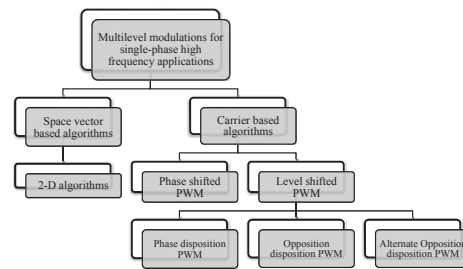 Multilevel modulations for
single-phase high
frequency applications
Space vector
based algorithms
Carrier based
algorithms
2-D algorithms
Phase shifted
PWM
Level shifted
PWM
Phase disposition
PWM
Opposition
disposition PWM
Alternate Opposition
disposition PWM